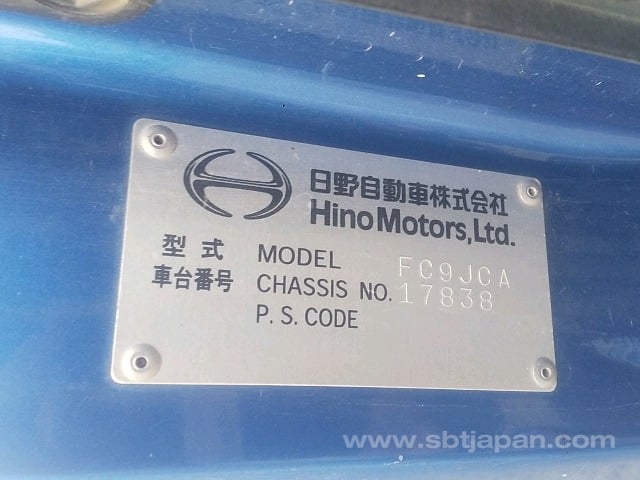 日野自動車株式会社
Hino Motors, Ltd.
型式 MODEL FC9JCA
車台番号 CHASSIS NO. 17838
P. S. CODE
www.sbtjapan.com